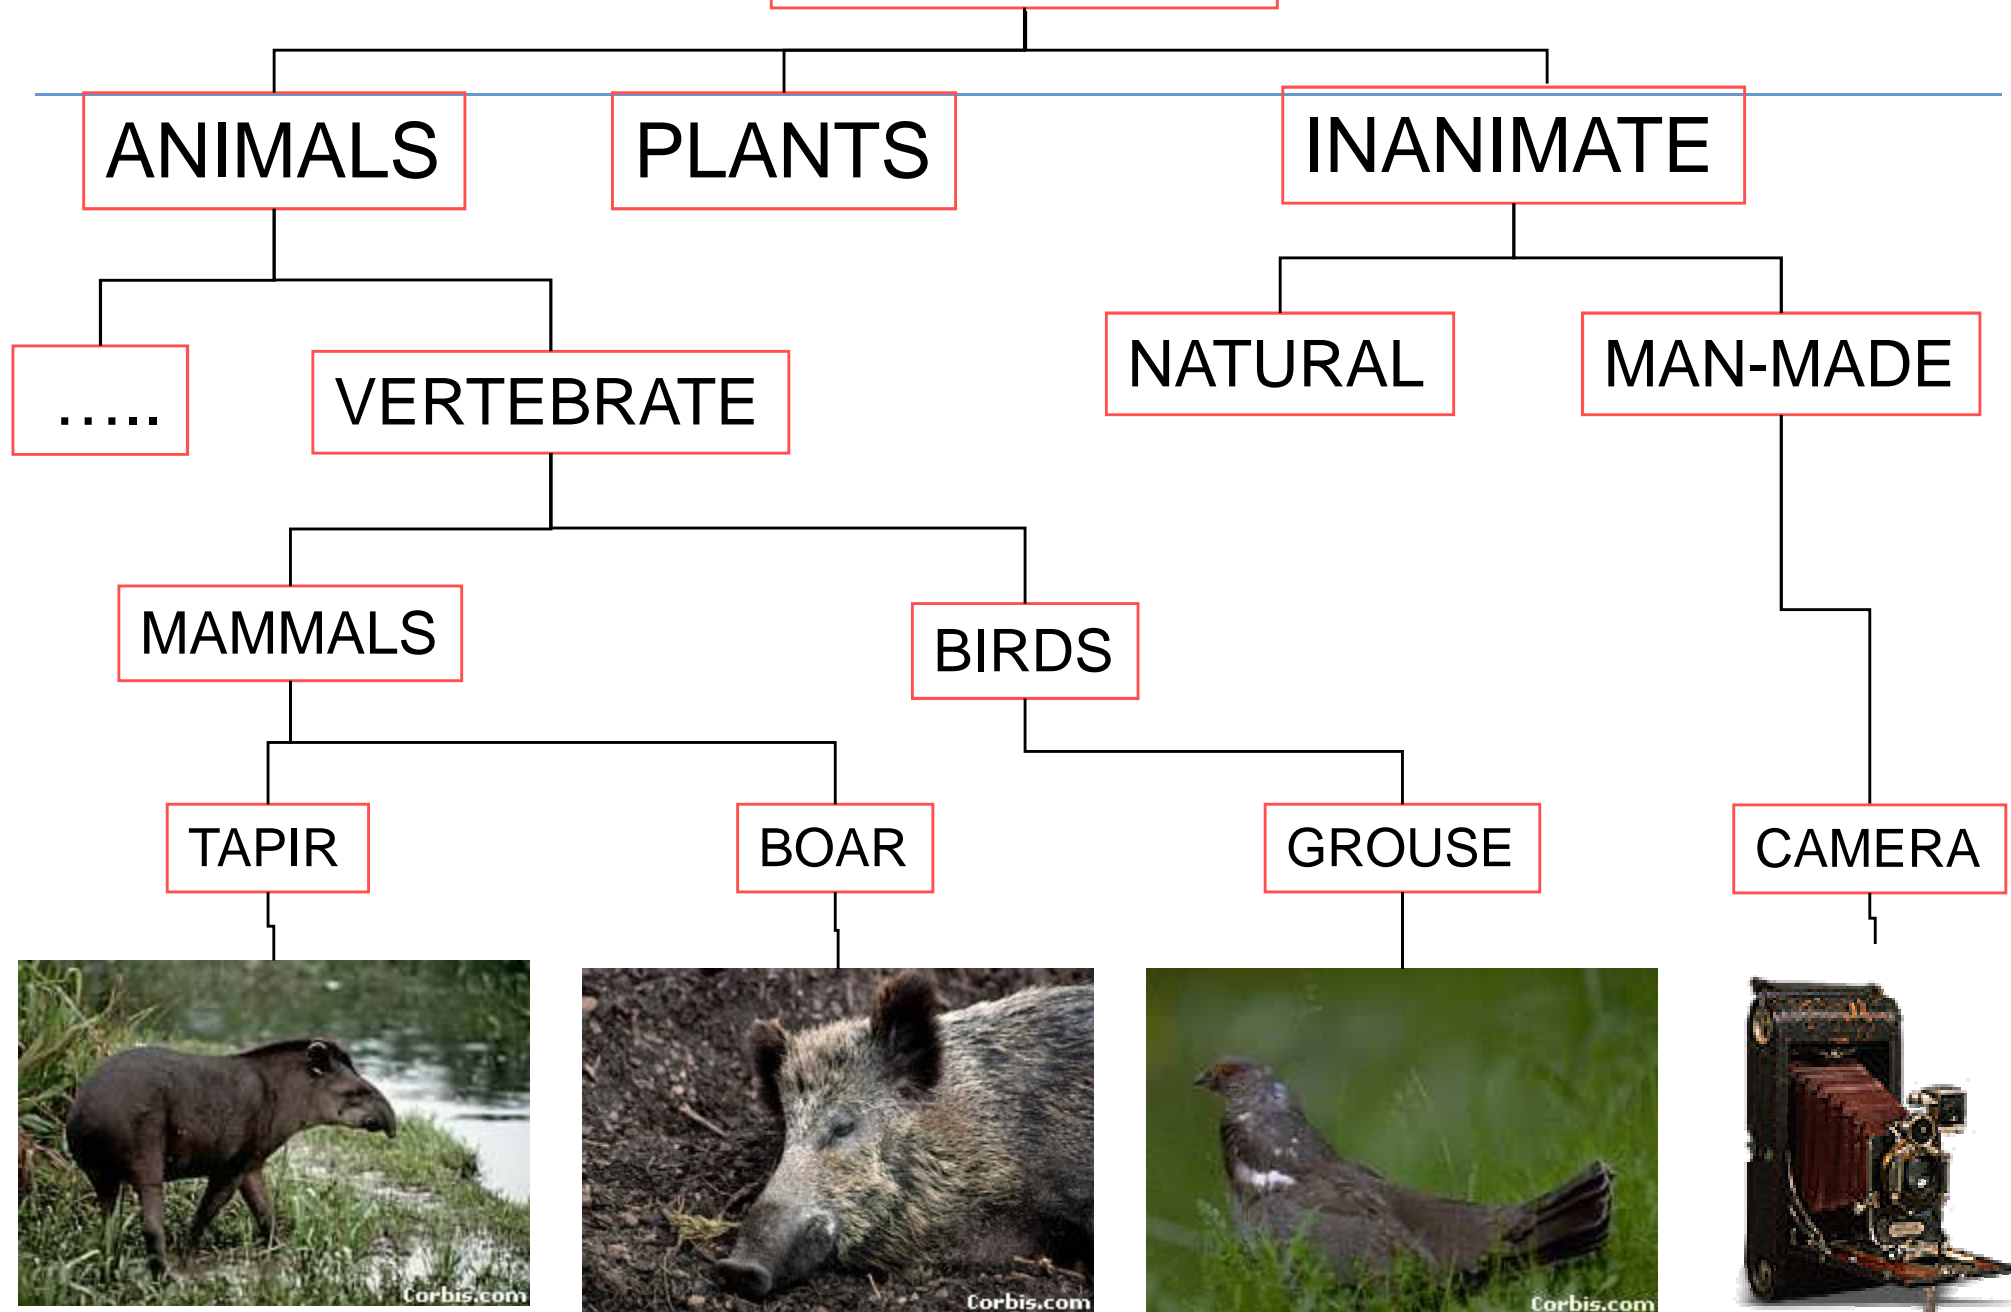 ANIMALS
PLANTS
INANIMATE
NATURAL
MAN-MADE
…..
VERTEBRATE
MAMMALS
BIRDS
TAPIR
BOAR
GROUSE
CAMERA
Corbis.com
Corbis.com
Corbis.com